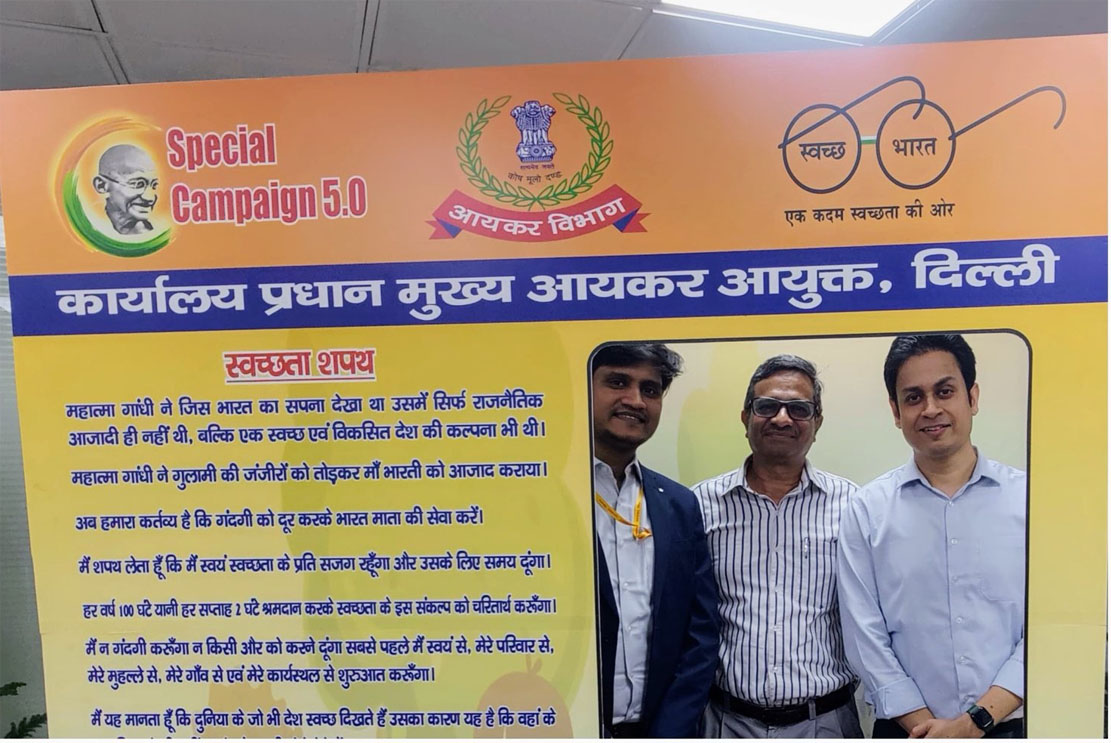 Special
Campaign 5.0
सत्यमेव जयते
कोष मूलो दण्ड
आयकर विभाग
स्वच्छ भारत
एक कदम स्वच्छता की ओर
कार्यालय प्रधान मुख्य आयकर आयुक्त, दिल्ली
स्वच्छता शपथ
महात्मा गांधी ने जिस भारत का सपना देखा था उसमें सिर्फ राजनैतिक
आजादी ही नहीं थी, बल्कि एक स्वच्छ एवं विकसित देश की कल्पना भी थी।
महात्मा गांधी ने गुलामी की जंजीरों को तोड़कर माँ भारती को आजाद कराया।
अब हमारा कर्तव्य है कि गंदगी को दूर करके भारत माता की सेवा करें।
मैं शपथ लेता हूँ कि मैं स्वयं स्वच्छता के प्रति सजग रहूँगा और उसके लिए समय दूंगा।
हर वर्ष 100 घंटे यानी हर सप्ताह 2 घंटे श्रमदान करके स्वच्छता के इस संकल्प को चरितार्थ करूँगा।
मैं न गंदगी करूँगा न किसी और को करने दूंगा सबसे पहले मैं स्वयं से, मेरे परिवार से,
मेरे मुहल्ले से, मेरे गाँव से एवं मेरे कार्यस्थल से शुरुआत करूँगा।
मैं यह मानता हूँ कि दुनिया के जो भी देश स्वच्छ दिखते हैं उसका कारण यह है कि वहां के